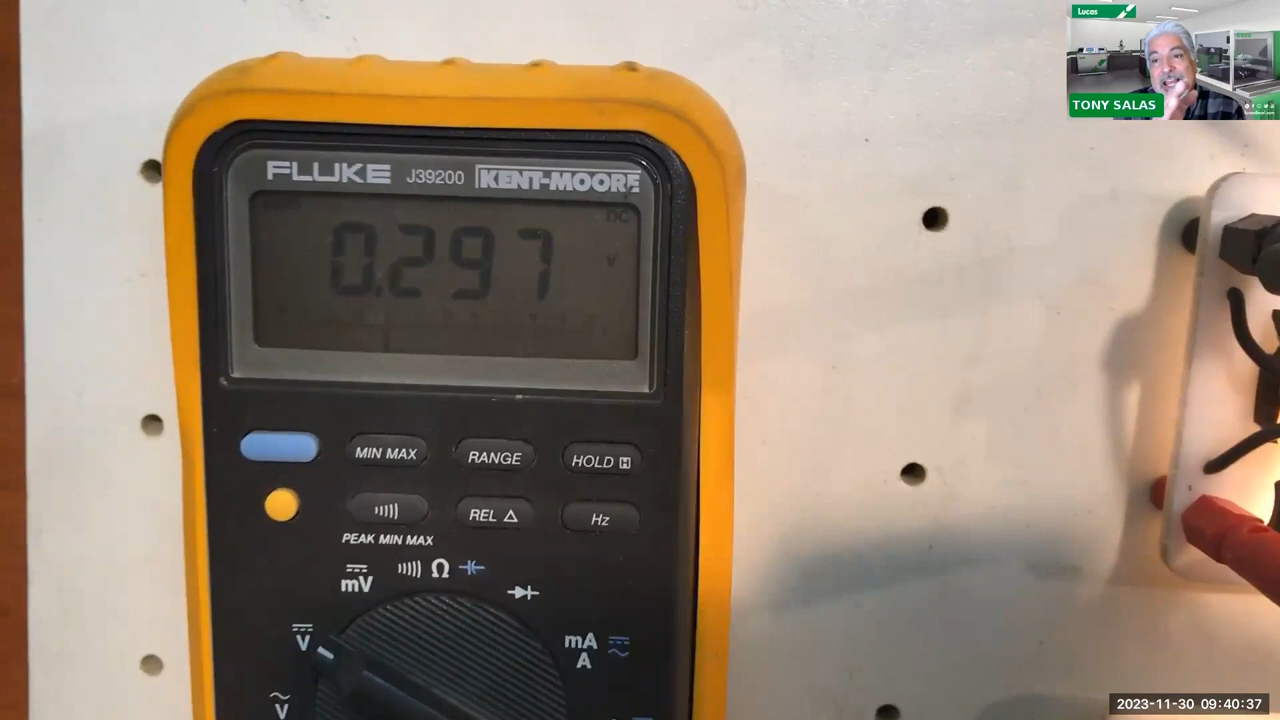 Lucas
TONY SALAS
FLUKE J39200 KENT-MOORE
DC
0.297
V
MIN MAX
RANGE
HOLD H
REL △
Hz
PEAK MIN MAX
mV
Ω
V
mA
A
V
2023-11-30 09:40:37